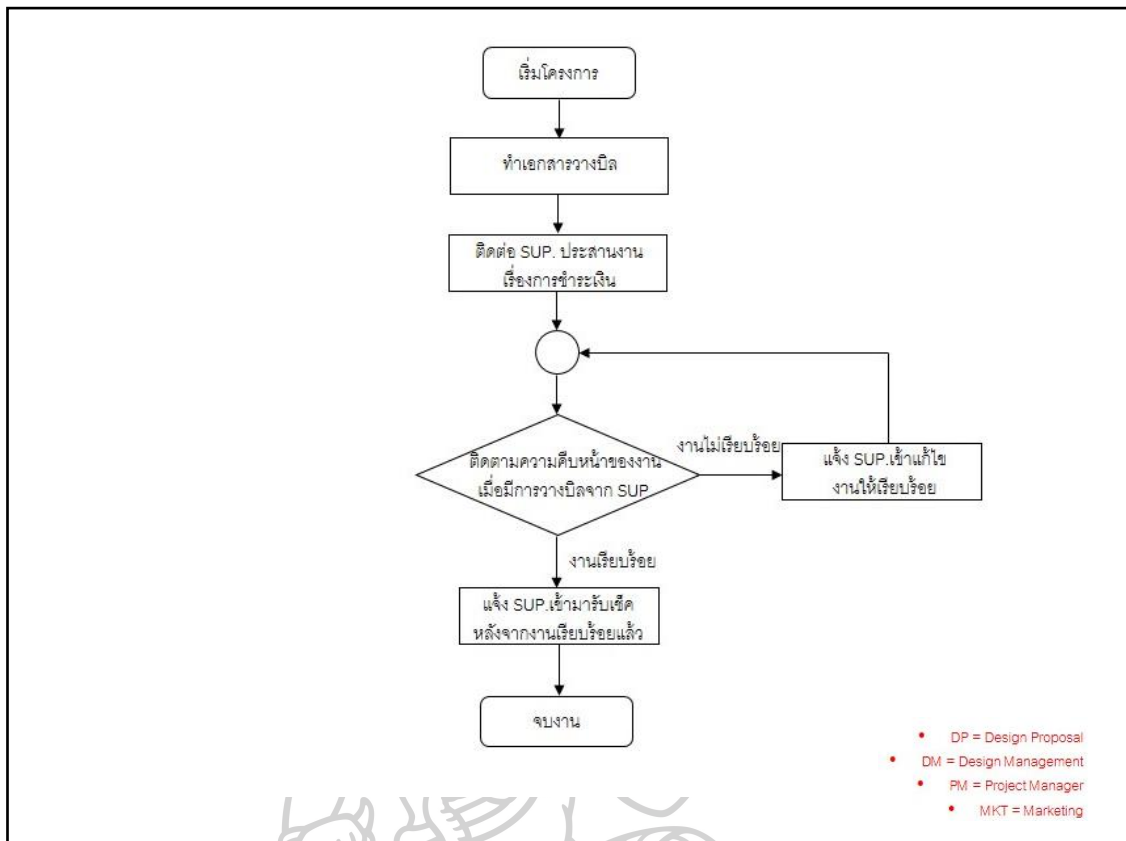 เริ่มโครงการ
ทำเอกสารวางบิล
ติดต่อ SUP. ประสานงาน
เรื่องการชำระเงิน
งานไม่เรียบร้อย
ติดตามความคืบหน้าของงาน
เมื่อมีการวางบิลจาก SUP
แจ้ง SUP.เข้าแก้ไข
งานให้เรียบร้อย
งานเรียบร้อย
แจ้ง SUP.เข้ามารับเช็ค
หลังจากงานเรียบร้อยแล้ว
จบงาน
• DP = Design Proposal
• DM = Design Management
• PM = Project Manager
• MKT = Marketing